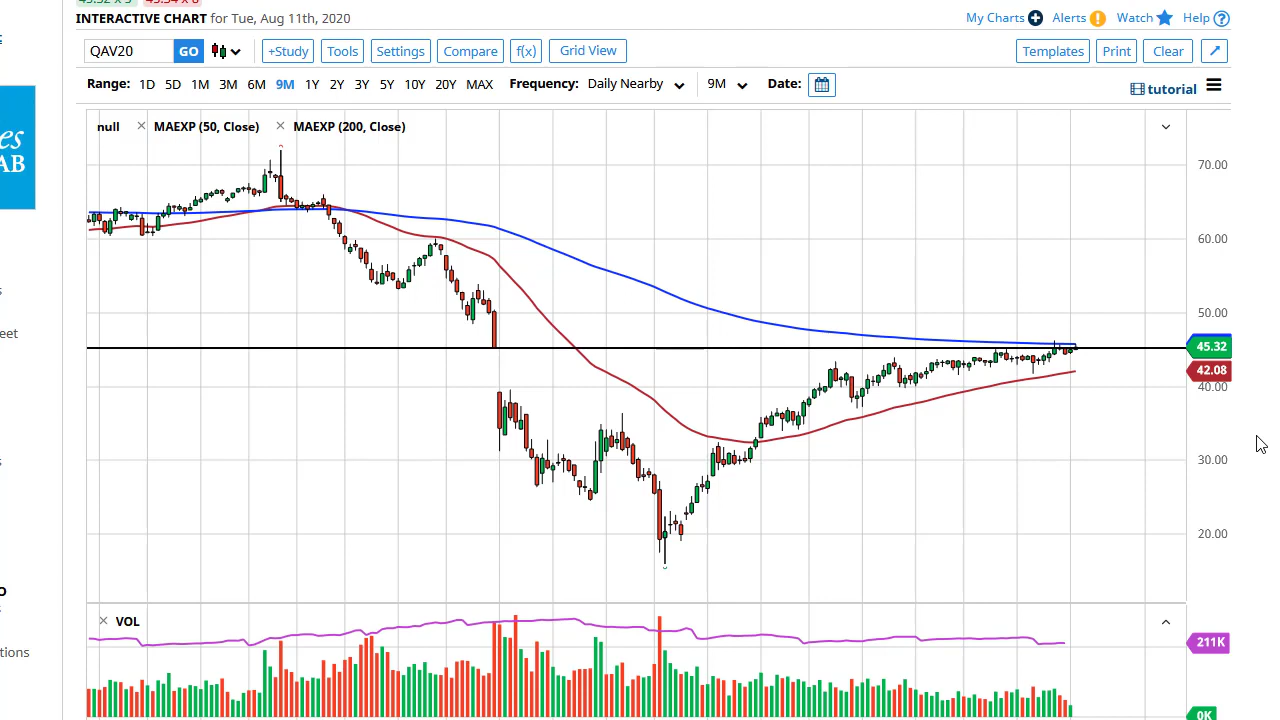 INTERACTIVE CHART for Tue, Aug 11th, 2020
My Charts Alerts Watch Help
QAV20 GO +Study Tools Settings Compare f(x) Grid View Templates Print Clear
Range: 1D 5D 1M 3M 6M 9M 1Y 2Y 3Y 5Y 10Y 20Y MAX Frequency: Daily Nearby 9M Date:
tutorial
null MAEXP (50, Close) MAEXP (200, Close)
70.00
60.00
50.00
45.32
42.08
40.00
30.00
20.00
VOL
211K
0K
es
AB
s
eet
s
O
s
tions